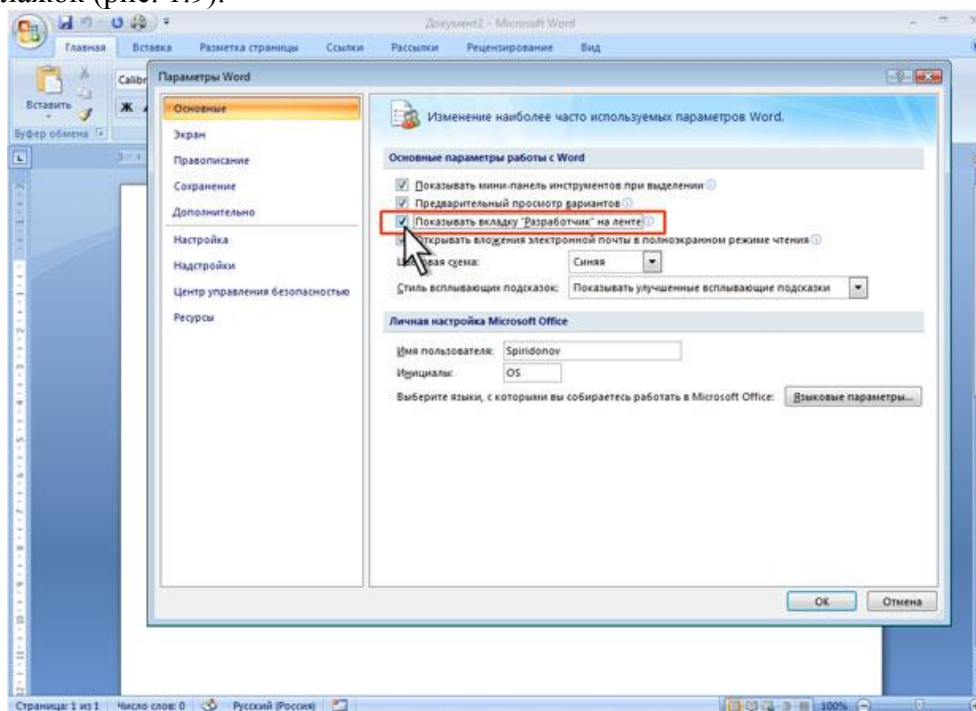 лажок (рис. 1.9).
Документ2 - Microsoft Word
Главная Вставка Разметка страницы Ссылки Рассылки Рецензирование Вид
Вставить
Calibr
Ж
Буфер обмена
Параметры Word
Основные
Экран
Правописание
Сохранение
Дополнительно
Настройка
Надстройки
Центр управления безопасностью
Ресурсы
Изменение наиболее часто используемых параметров Word.
Основные параметры работы с Word
Показывать мини-панель инструментов при выделении
Предварительный просмотр вариантов
Показывать вкладку "Разработчик" на ленте
Открывать вложения электронной почты в полноэкранном режиме чтения
схема: Синяя
Стиль всплывающих подсказок: Показывать улучшенные всплывающие подсказки
Личная настройка Microsoft Office
Имя пользователя: Spiridonov
Инициалы: OS
Выберите языки, с которыми вы собираетесь работать в Microsoft Office: Языковые параметры...
ОК Отмена
Страница: 1 из 1 Число слов: 0 Русский (Россия) 100%